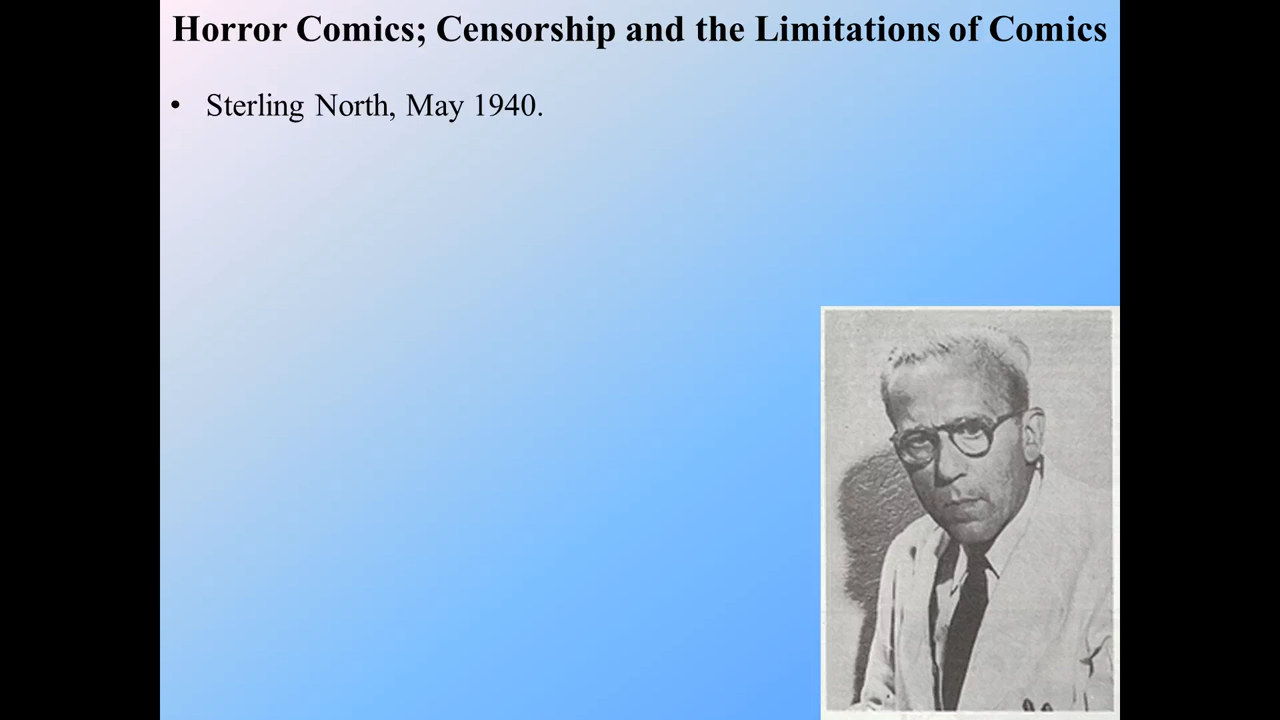 Horror Comics; Censorship and the Limitations of Comics
• Sterling North, May 1940.